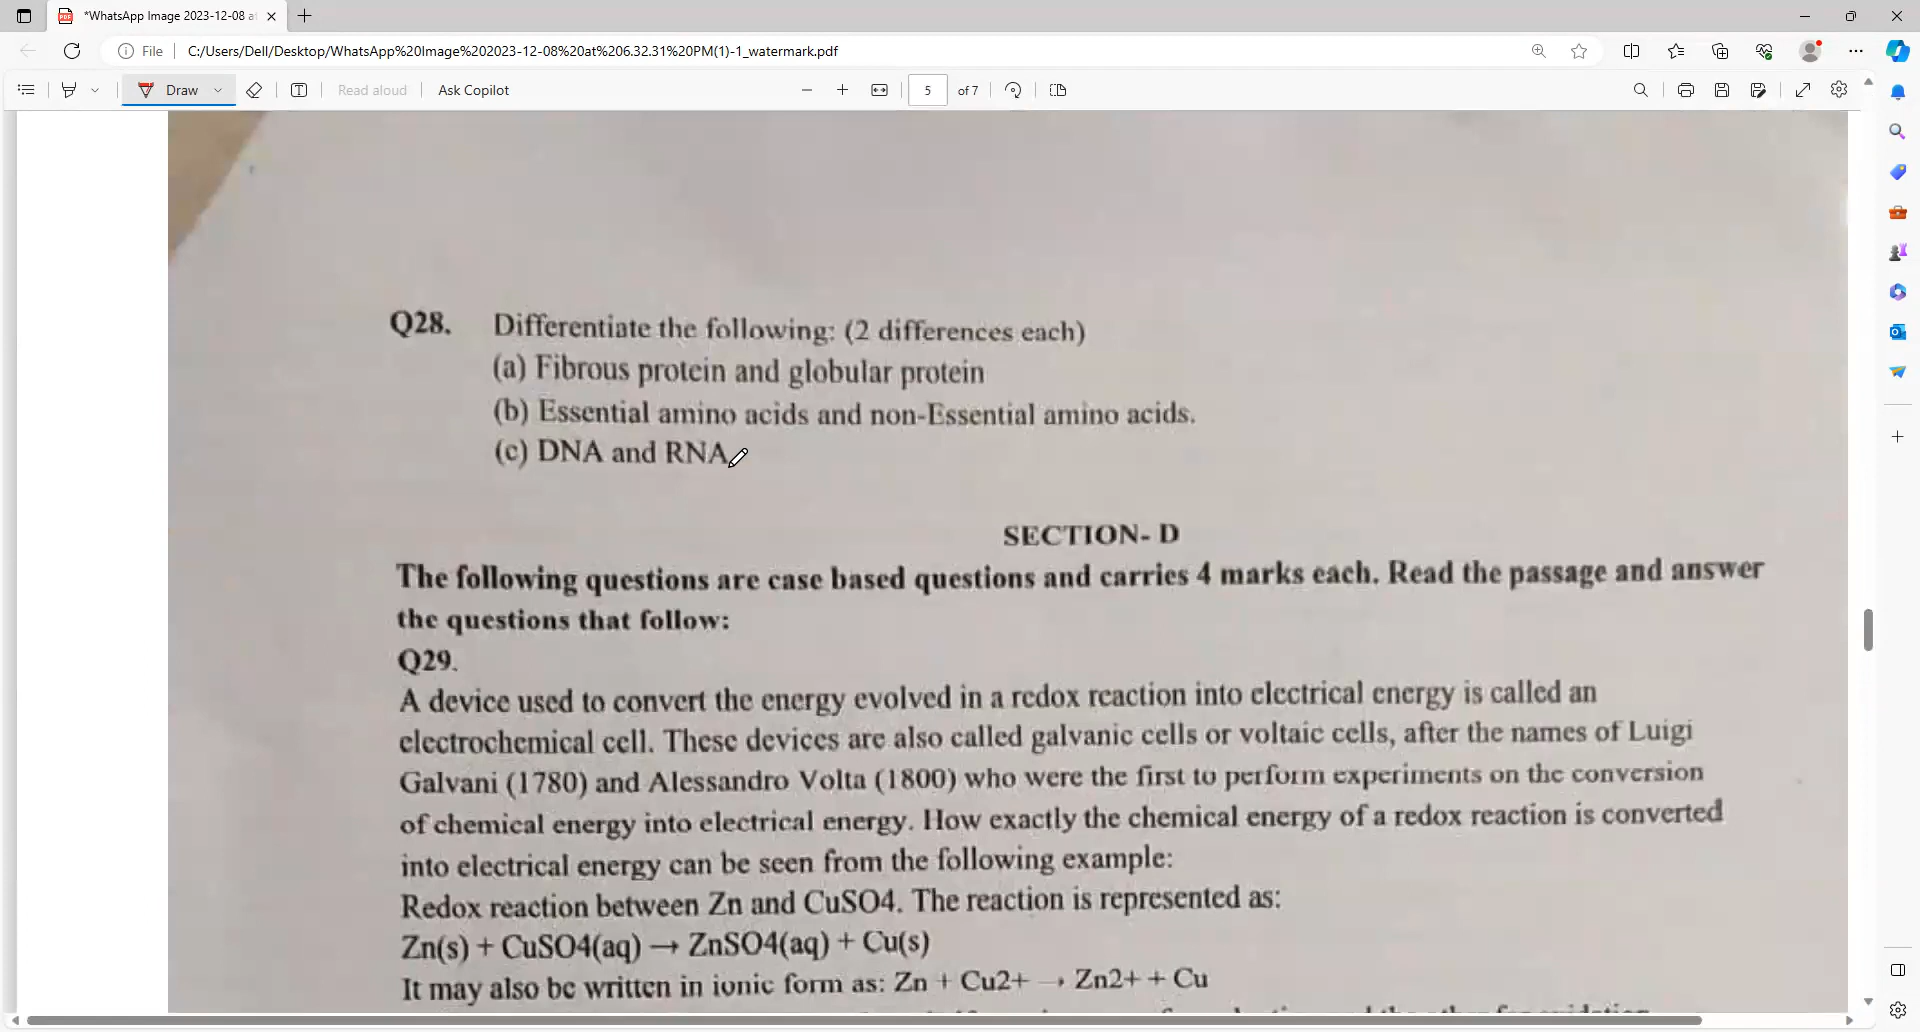 *WhatsApp Image 2023-12-08 a
File
C:/Users/Dell/Desktop/WhatsApp%20Image%202023-12-08%20at%206.32.31%20PM(1)-1_watermark.pdf
Draw
Read aloud
Ask Copilot
5 of 7
Q28. Differentiate the following: (2 differences each)
(a) Fibrous protein and globular protein
(b) Essential amino acids and non-Essential amino acids.
(c) DNA and RNA
SECTION- D
The following questions are case based questions and carries 4 marks each. Read the passage and answer
the questions that follow:
Q29.
A device used to convert the energy evolved in a redox reaction into electrical energy is called an
electrochemical cell. These devices are also called galvanic cells or voltaic cells, after the names of Luigi
Galvani (1780) and Alessandro Volta (1800) who were the first to perform experiments on the conversion
of chemical energy into electrical energy. How exactly the chemical energy of a redox reaction is converted
into electrical energy can be seen from the following example:
Redox reaction between Zn and CuSO4. The reaction is represented as:
Zn(s) + CuSO4(aq) → ZnSO4(aq) + Cu(s)
It may also be written in ionic form as: Zn + Cu2+ → Zn2+ + Cu